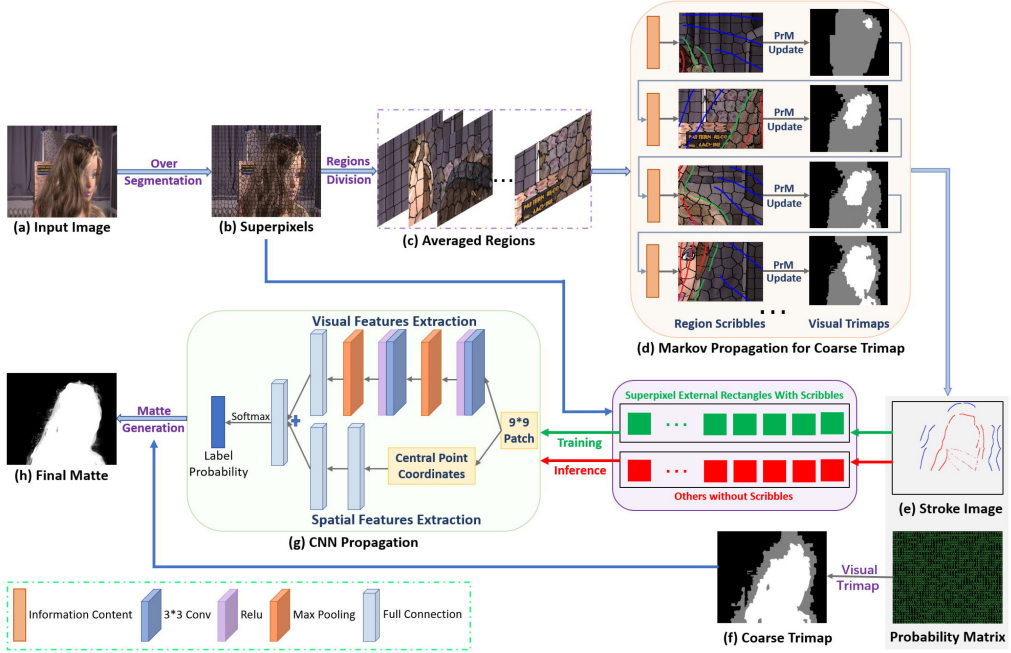 (a) Input Image
Over
Segmentation
(b) Superpixels
Regions
Division
PATTERN RECO
...
(c) Averaged Regions
PrM
Update
PrM
Update
PrM
Update
PrM
Update
...
Region Scribbles
Visual Trimaps
(d) Markov Propagation for Coarse Trimap
Visual Features Extraction
Softmax
+
Label
Probability
9*9
Patch
Central Point
Coordinates
Spatial Features Extraction
(g) CNN Propagation
Matte
Generation
(h) Final Matte
Training
Inference
Superpixel External Rectangles With Scribbles
...
...
Others without Scribbles
(e) Stroke Image
Visual
Trimap
(f) Coarse Trimap
Probability Matrix
Information Content
3*3 Conv
Relu
Max Pooling
Full Connection